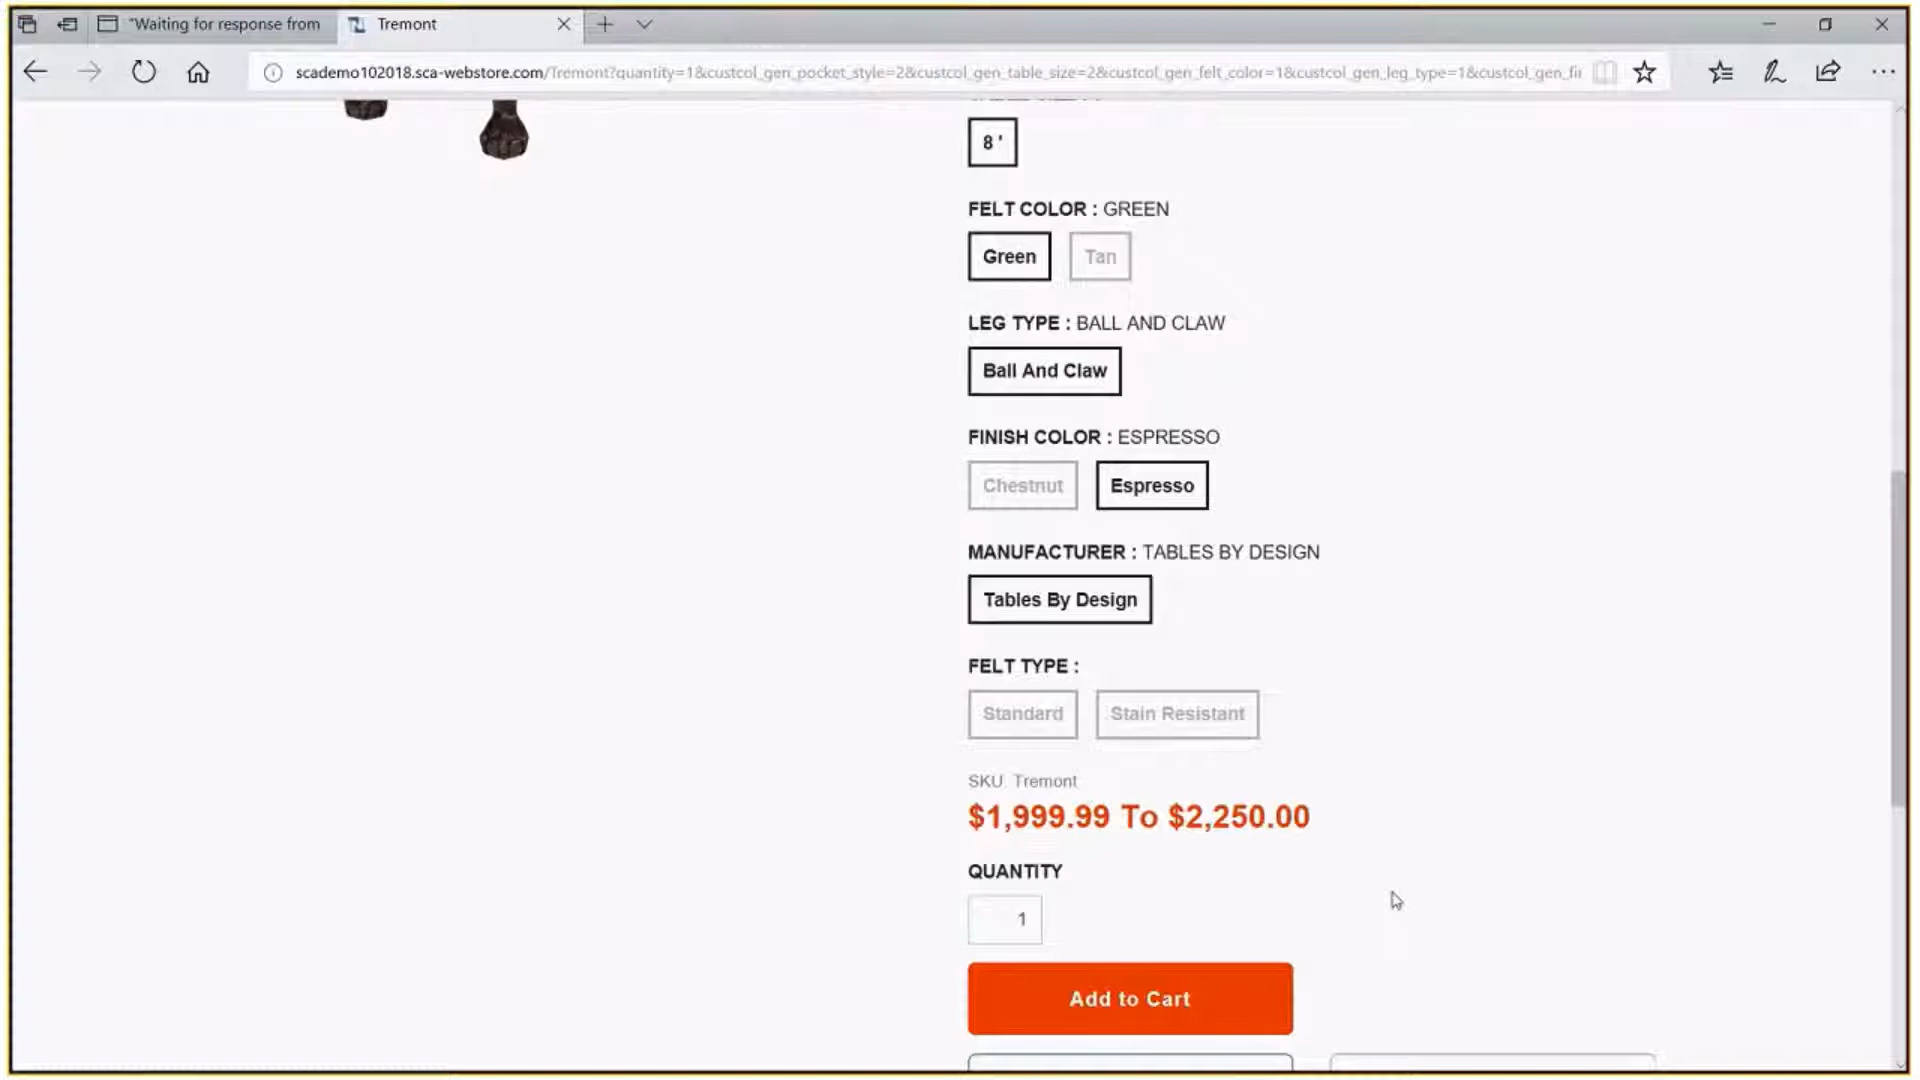 "Waiting for response from
Tremont
scademo102018.sca-webstore.com/Tremont?quantity=1&custcol_gen_pocket_style=2&custcol_gen_table_size=2&custcol_gen_felt_color=1&custcol_gen_leg_type=1&custcol_gen_fi
8 '
FELT COLOR : GREEN
Green Tan
LEG TYPE : BALL AND CLAW
Ball And Claw
FINISH COLOR : ESPRESSO
Chestnut Espresso
MANUFACTURER : TABLES BY DESIGN
Tables By Design
FELT TYPE :
Standard Stain Resistant
SKU: Tremont
$1,999.99 To $2,250.00
QUANTITY
1
Add to Cart